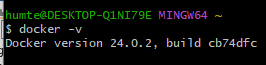 humte@DESKTOP-Q1NI79E MINGW64 ~
$ docker -v
Docker version 24.0.2, build cb74dfc